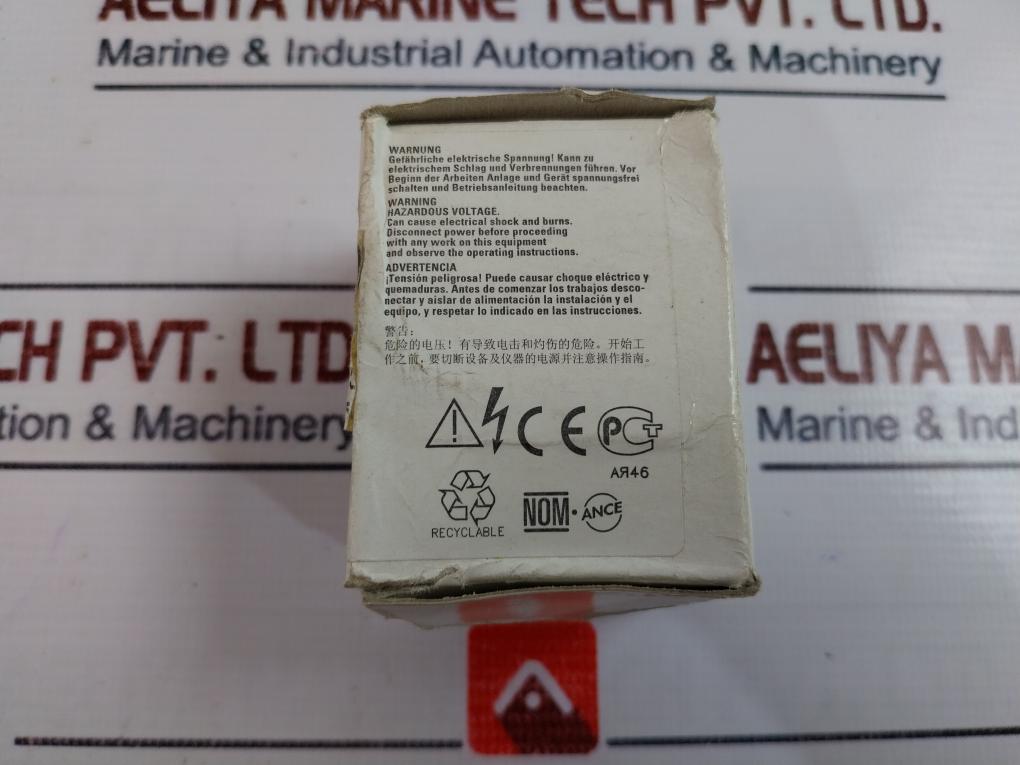 AELIYA MARINE TECH PVT. LTD.
Marine & Industrial Automation & Machinery
WARNUNG
Gefährliche elektrische Spannung! Kann zu
elektrischem Schlag und Verbrennungen führen. Vor
Beginn der Arbeiten Anlage und Gerät spannungsfrei
schalten und Betriebsanleitung beachten.
WARNING
HAZARDOUS VOLTAGE.
Can cause electrical shock and burns.
Disconnect power before proceeding
with any work on this equipment
and observe the operating instructions.
ADVERTENCIA
¡Tensión peligrosa! Puede causar choque eléctrico y
quemaduras. Antes de comenzar los trabajos desco-
nectar y aislar de alimentación la instalación y el
equipo, y respetar lo indicado en las instrucciones.
警告:
危险的电压! 有导致电击和灼伤的危险。开始工
作之前,要切断设备及仪器的电源并注意操作指南。
CE PCT
АЯ46
RECYCLABLE
NOM · ANCE
CH PVT. LTD
tion & Machinery
AELIYA MA
Marine & Ind